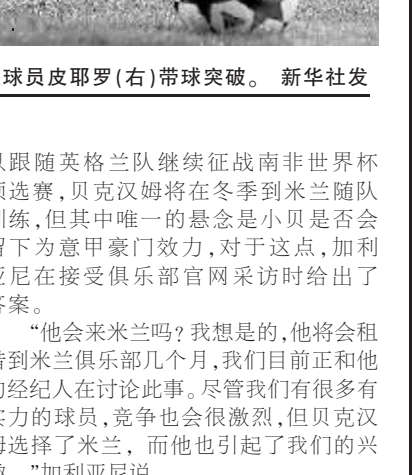 球员皮耶罗(右)带球突破。 新华社发
以跟随英格兰队继续征战南非世界杯
预选赛,贝克汉姆将在冬季到米兰随队
训练,但其中唯一的悬念是小贝是否会
留下为意甲豪门效力,对于这点,加利
亚尼在接受俱乐部官网采访时给出了
答案。
“他会来米兰吗?我想是的,他将会租
借到米兰俱乐部几个月,我们目前正和他
的经纪人在讨论此事。尽管我们有很多有
实力的球员,竞争也会很激烈,但贝克汉
姆选择了米兰,而他也引起了我们的兴
趣。”加利亚尼说